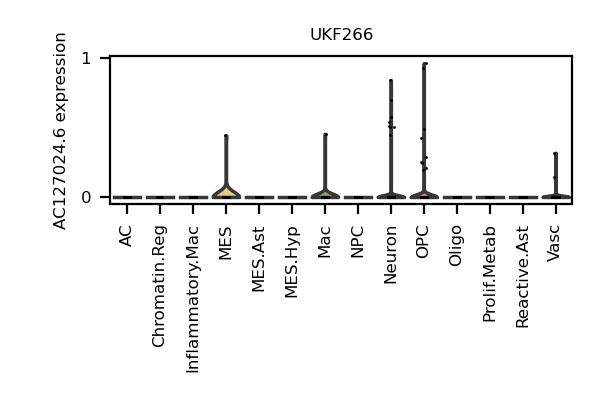 UKF266
AC127024.6 expression
1
0
AC
Chromatin.Reg
Inflammatory.Mac
MES
MES.Ast
MES.Hyp
Mac
NPC
Neuron
OPC
Oligo
Prolif.Metab
Reactive.Ast
Vasc